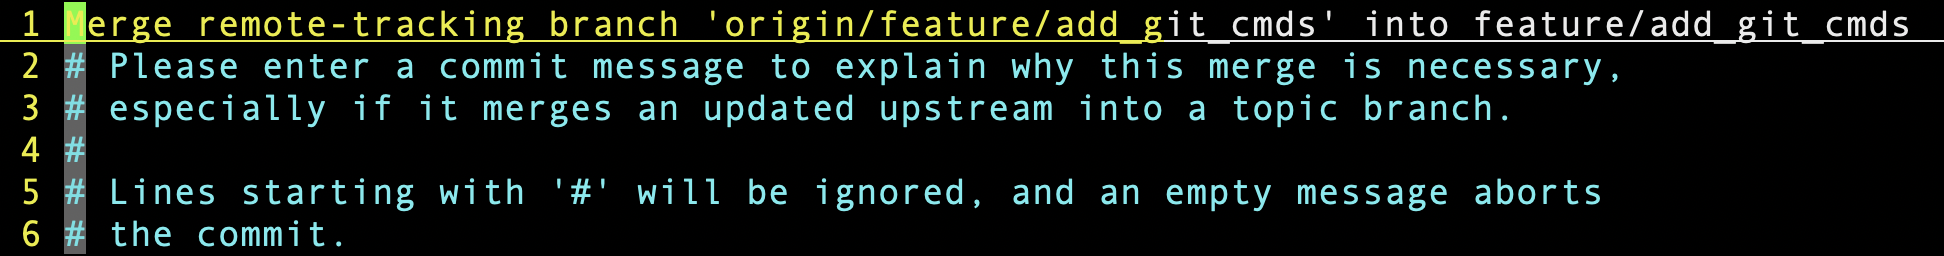 1 Merge remote-tracking branch 'origin/feature/add_git_cmds' into feature/add_git_cmds
2 # Please enter a commit message to explain why this merge is necessary,
3 # especially if it merges an updated upstream into a topic branch.
4 #
5 # Lines starting with '#' will be ignored, and an empty message aborts
6 # the commit.